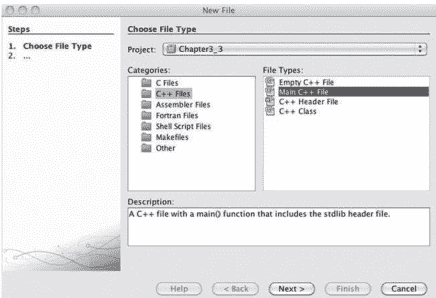 New File
Steps
1. Choose File Type
2. ...
Choose File Type
Project: Chapter3_3
Categories:
C Files
C++ Files
Assembler Files
Fortran Files
Shell Script Files
Makefiles
Other
File Types:
Empty C++ File
Main C++ File
C++ Header File
C++ Class
Description:
A C++ file with a main() function that includes the stdlib header file.
Help < Back Next > Finish Cancel